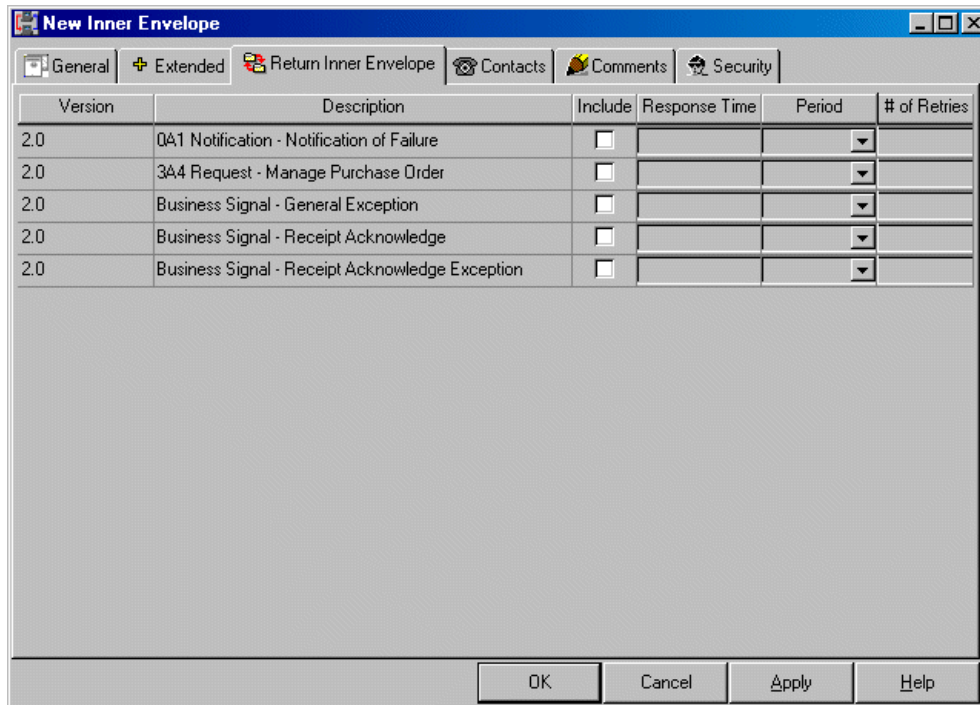 New Inner Envelope
General Extended Return Inner Envelope Contacts Comments Security
Version Description Include Response Time Period # of Retries
2.0 0A1 Notification - Notification of Failure
2.0 3A4 Request - Manage Purchase Order
2.0 Business Signal - General Exception
2.0 Business Signal - Receipt Acknowledge
2.0 Business Signal - Receipt Acknowledge Exception
OK Cancel Apply Help